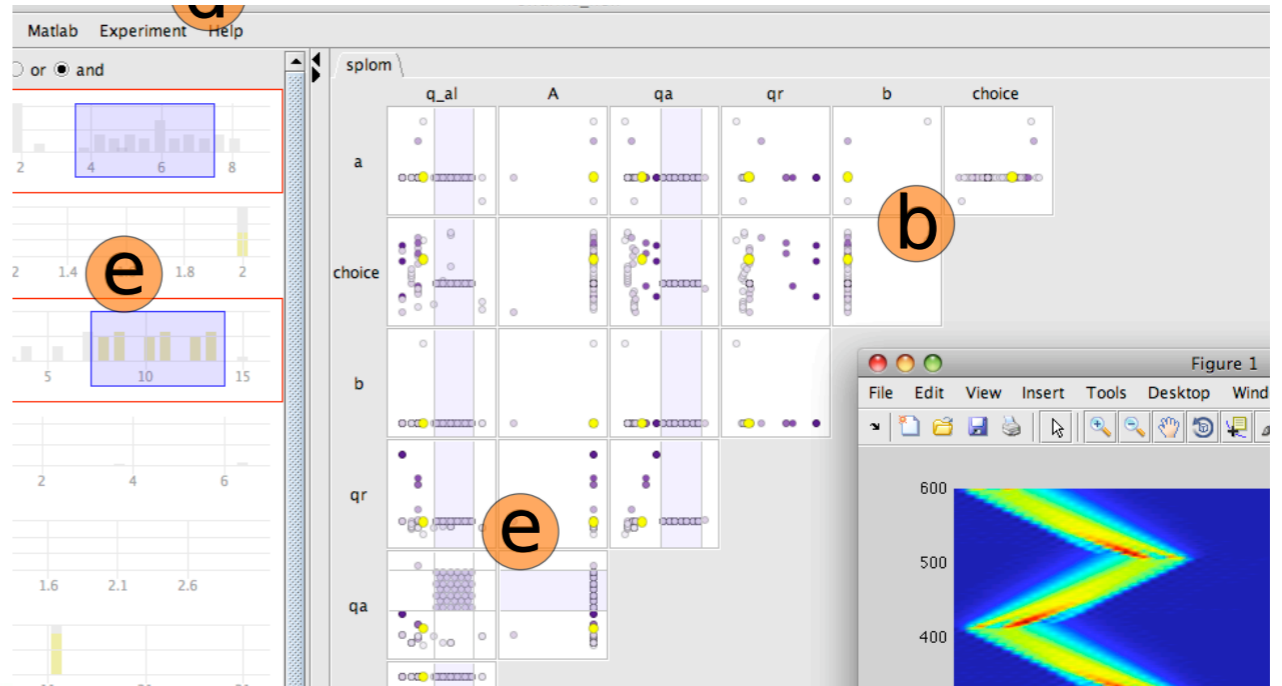 d
Matlab Experiment Help
or and
splom
q_al A qa qr b choice
2 4 6 8
a
b
1.4 1.8 2
e
choice
5 10 15
b
Figure 1
File Edit View Insert Tools Desktop
2 4 6
qr
600
e
500
1.6 2.1 2.6
qa
400